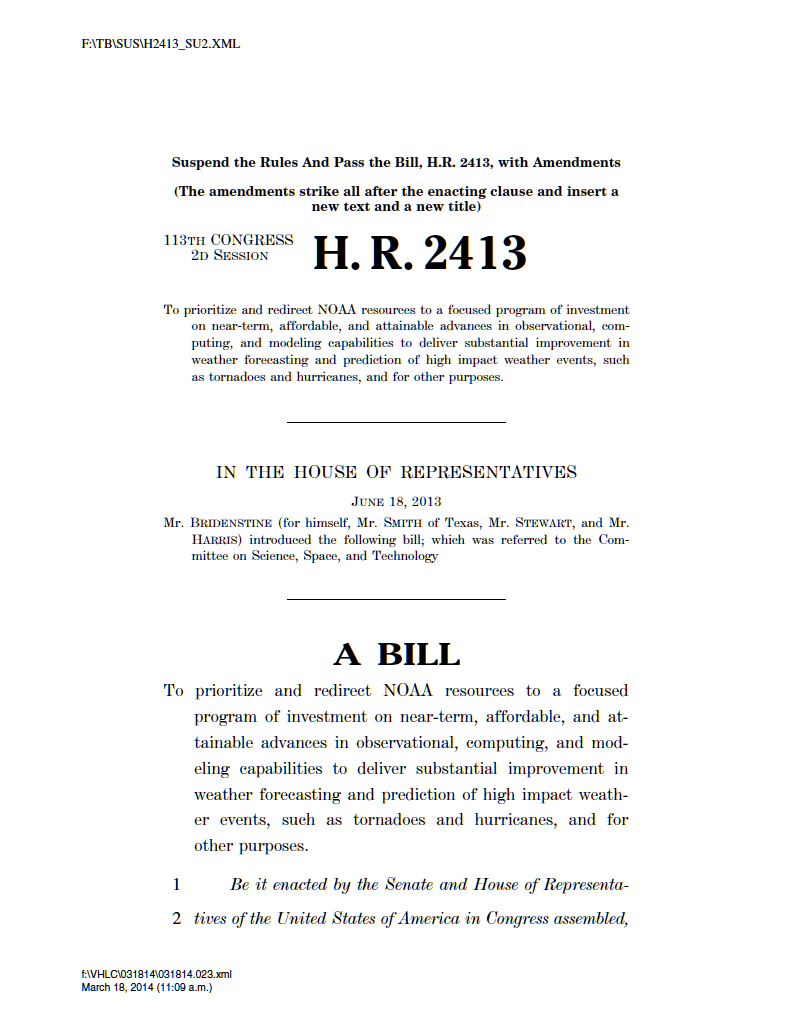 F:\TB\SUS\H2413_SU2.XML
Suspend the Rules And Pass the Bill, H.R. 2413, with Amendments
(The amendments strike all after the enacting clause and insert a
new text and a new title)
113TH CONGRESS
2D SESSION
H. R. 2413
To prioritize and redirect NOAA resources to a focused program of investment
on near-term, affordable, and attainable advances in observational, com-
puting, and modeling capabilities to deliver substantial improvement in
weather forecasting and prediction of high impact weather events, such
as tornadoes and hurricanes, and for other purposes.
IN THE HOUSE OF REPRESENTATIVES
JUNE 18, 2013
Mr. BRIDENSTINE (for himself, Mr. SMITH of Texas, Mr. STEWART, and Mr.
HARRIS) introduced the following bill; which was referred to the Com-
mittee on Science, Space, and Technology
A BILL
To prioritize and redirect NOAA resources to a focused
program of investment on near-term, affordable, and at-
tainable advances in observational, computing, and mod-
eling capabilities to deliver substantial improvement in
weather forecasting and prediction of high impact weath-
er events, such as tornadoes and hurricanes, and for
other purposes.
1 Be it enacted by the Senate and House of Representa-
2 tives of the United States of America in Congress assembled,
f:\VHLC\031814\031814.023.xml
March 18, 2014 (11:09 a.m.)